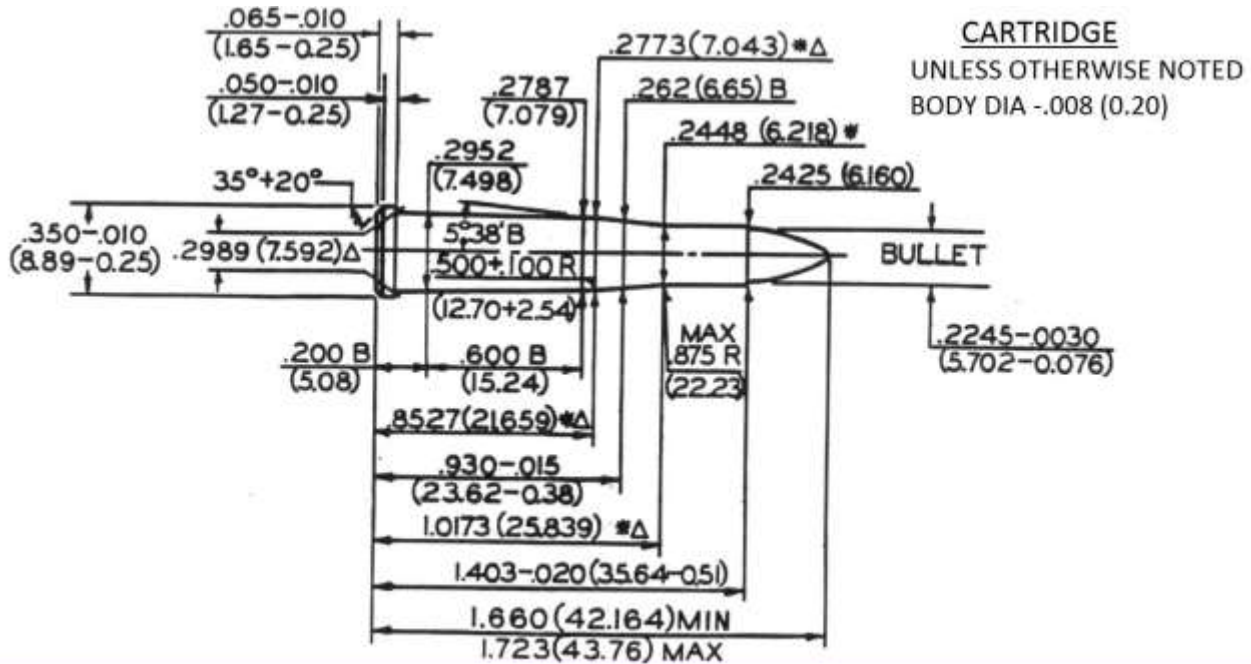 .065-.010
(1.65-0.25)
.050-.010
(1.27-0.25)
35°+20°
.350-.010
(8.89-0.25)
.2989 (7.592)Δ
.2952
(7.498)
.2787
(7.079)
.2773(7.043)*Δ
.262 (6.65) B
.2448 (6.218)*
.2425 (6.160)
CARTRIDGE
UNLESS OTHERWISE NOTED
BODY DIA -.008 (0.20)
5°38' B
.500+.100 R
(12.70+2.54)
BULLET
.2245-.0030
(5.702-0.076)
MAX
.875 R
(22.23)
.200 B
(5.08)
.600 B
(15.24)
.8527(21.659)*Δ
.930-.015
(23.62-0.38)
1.0173 (25.839) *Δ
1.403-.020(35.64-0.51)
1.660 (42.164) MIN
1.723(43.76) MAX